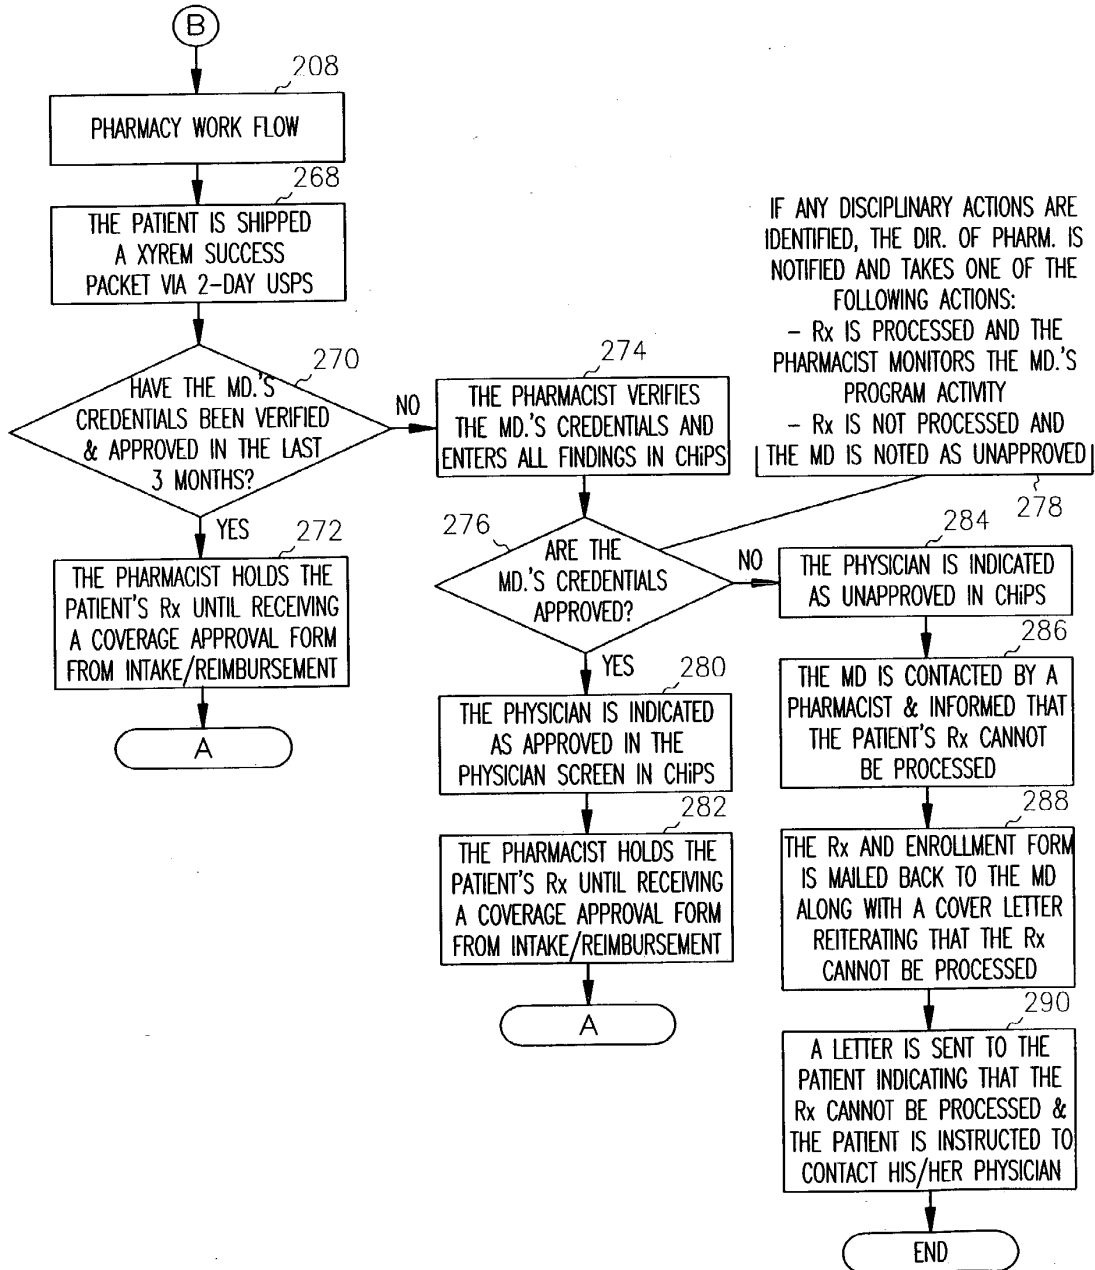 B
208
PHARMACY WORK FLOW
268
THE PATIENT IS SHIPPED
A XYREM SUCCESS
PACKET VIA 2-DAY USPS
270
HAVE THE MD.'S
CREDENTIALS BEEN VERIFIED
& APPROVED IN THE LAST
3 MONTHS?
NO
YES
272
THE PHARMACIST HOLDS THE
PATIENT'S Rx UNTIL RECEIVING
A COVERAGE APPROVAL FORM
FROM INTAKE/REIMBURSEMENT
A
274
THE PHARMACIST VERIFIES
THE MD.'S CREDENTIALS AND
ENTERS ALL FINDINGS IN CHiPS
276
ARE THE
MD.'S CREDENTIALS
APPROVED?
NO
YES
IF ANY DISCIPLINARY ACTIONS ARE
IDENTIFIED, THE DIR. OF PHARM. IS
NOTIFIED AND TAKES ONE OF THE
FOLLOWING ACTIONS:
– Rx IS PROCESSED AND THE
PHARMACIST MONITORS THE MD.'S
PROGRAM ACTIVITY
– Rx IS NOT PROCESSED AND
THE MD IS NOTED AS UNAPPROVED
278
280
THE PHYSICIAN IS INDICATED
AS APPROVED IN THE
PHYSICIAN SCREEN IN CHiPS
282
THE PHARMACIST HOLDS THE
PATIENT'S Rx UNTIL RECEIVING
A COVERAGE APPROVAL FORM
FROM INTAKE/REIMBURSEMENT
A
284
THE PHYSICIAN IS INDICATED
AS UNAPPROVED IN CHiPS
286
THE MD IS CONTACTED BY A
PHARMACIST & INFORMED THAT
THE PATIENT'S Rx CANNOT
BE PROCESSED
288
THE Rx AND ENROLLMENT FORM
IS MAILED BACK TO THE MD
ALONG WITH A COVER LETTER
REITERATING THAT THE Rx
CANNOT BE PROCESSED
290
A LETTER IS SENT TO THE
PATIENT INDICATING THAT THE
Rx CANNOT BE PROCESSED &
THE PATIENT IS INSTRUCTED TO
CONTACT HIS/HER PHYSICIAN
END